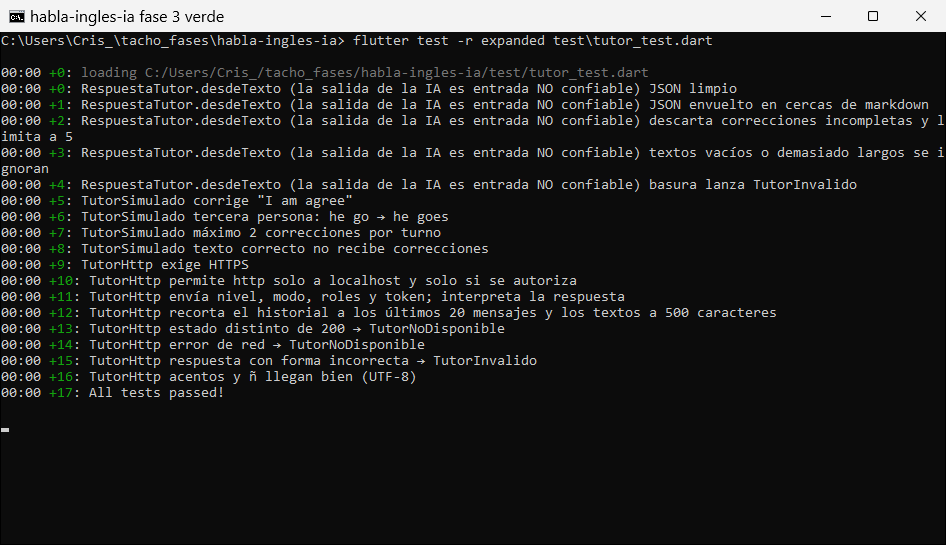 habla-ingles-ia fase 3 verde
C:\Users\Cris_\tacho_fases\habla-ingles-ia> flutter test -r expanded test\tutor_test.dart
00:00 +0: loading C:/Users/Cris_/tacho_fases/habla-ingles-ia/test/tutor_test.dart
00:00 +0: RespuestaTutor.desdeTexto (la salida de la IA es entrada NO confiable) JSON limpio
00:00 +1: RespuestaTutor.desdeTexto (la salida de la IA es entrada NO confiable) JSON envuelto en cercas de markdown
00:00 +2: RespuestaTutor.desdeTexto (la salida de la IA es entrada NO confiable) descarta correcciones incompletas y l
imita a 5
00:00 +3: RespuestaTutor.desdeTexto (la salida de la IA es entrada NO confiable) textos vacíos o demasiado largos se i
gnoran
00:00 +4: RespuestaTutor.desdeTexto (la salida de la IA es entrada NO confiable) basura lanza TutorInvalido
00:00 +5: TutorSimulado corrige "I am agree"
00:00 +6: TutorSimulado tercera persona: he go → he goes
00:00 +7: TutorSimulado máximo 2 correcciones por turno
00:00 +8: TutorSimulado texto correcto no recibe correcciones
00:00 +9: TutorHttp exige HTTPS
00:00 +10: TutorHttp permite http solo a localhost y solo si se autoriza
00:00 +11: TutorHttp envía nivel, modo, roles y token; interpreta la respuesta
00:00 +12: TutorHttp recorta el historial a los últimos 20 mensajes y los textos a 500 caracteres
00:00 +13: TutorHttp estado distinto de 200 → TutorNoDisponible
00:00 +14: TutorHttp error de red → TutorNoDisponible
00:00 +15: TutorHttp respuesta con forma incorrecta → TutorInvalido
00:00 +16: TutorHttp acentos y ñ llegan bien (UTF-8)
00:00 +17: All tests passed!